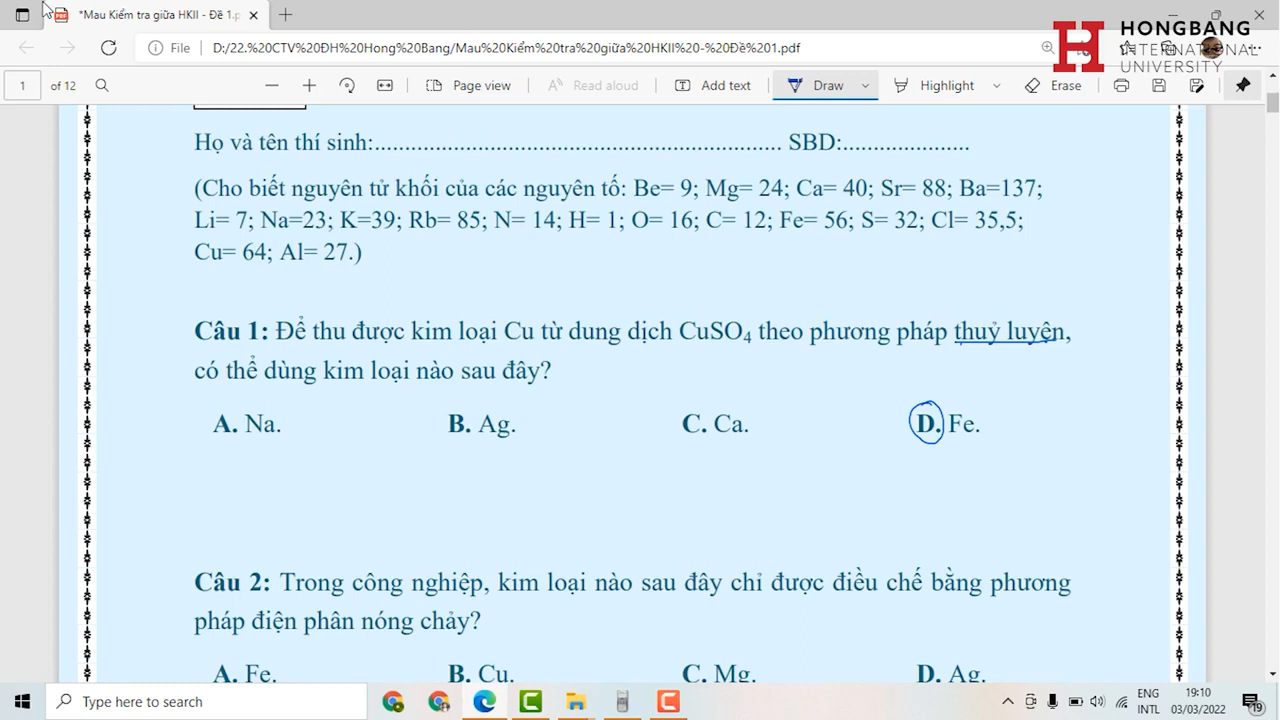 *Mau Kiểm tra giữa HKII - Đề 1.p
File
D:/22.%20CTV%20ĐH%20Hong%20Bang/Mau%20Kiểm%20tra%20giữa%20HKII%20-%20Đề%201.pdf
HONGBANG
INTERNATIONAL
UNIVERSITY
1 of 12
Page view
Read aloud
Add text
Draw
Highlight
Erase
Họ và tên thí sinh:............................................................... SBD:....................
(Cho biết nguyên tử khối của các nguyên tố: Be= 9; Mg= 24; Ca= 40; Sr= 88; Ba=137;
Li= 7; Na=23; K=39; Rb= 85; N= 14; H= 1; O= 16; C= 12; Fe= 56; S= 32; Cl= 35,5;
Cu= 64; Al= 27.)
Câu 1: Để thu được kim loại Cu từ dung dịch CuSO₄ theo phương pháp thuỷ luyện,
có thể dùng kim loại nào sau đây?
A. Na. B. Ag. C. Ca. D. Fe.
Câu 2: Trong công nghiệp, kim loại nào sau đây chỉ được điều chế bằng phương
pháp điện phân nóng chảy?
A. Fe. B. Cu. C. Mg. D. Ag.
Type here to search
ENG
INTL
19:10
03/03/2022
19